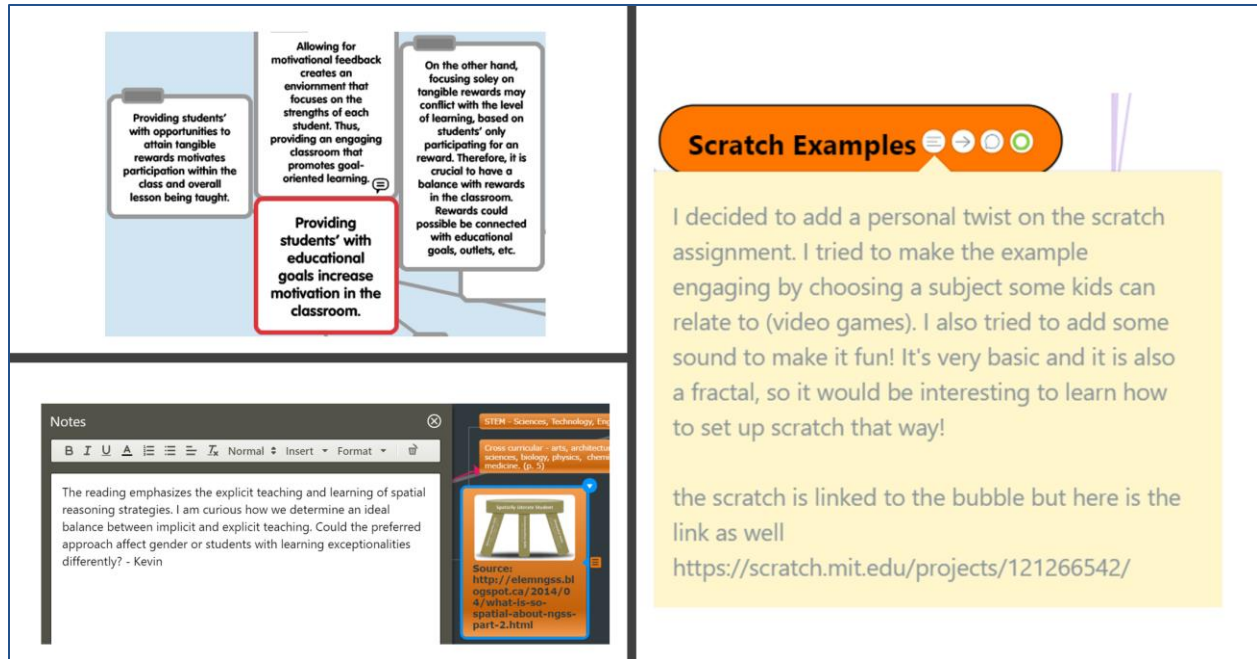 Providing students'
with opportunities to
attain tangible
rewards motivates
participation within the
class and overall
lesson being taught.
Allowing for
motivational feedback
creates an
enviornment that
focuses on the
strengths of each
student. Thus,
providing an engaging
classroom that
promotes goal-
oriented learning.
On the other hand,
focusing soley on
tangible rewards may
conflict with the level
of learning, based on
students' only
participating for an
reward. Therefore, it is
crucial to have a
balance with rewards
in the classroom.
Rewards could
possible be connected
with educational
goals, outlets, etc.
Providing
students' with
educational
goals increase
motivation in the
classroom.
Notes
B I U A Tx Normal Insert Format
The reading emphasizes the explicit teaching and learning of spatial
reasoning strategies. I am curious how we determine an ideal
balance between implicit and explicit teaching. Could the preferred
approach affect gender or students with learning exceptionalities
differently? - Kevin
STEM - Sciences, Technology, Eng
Cross curricular - arts, architectur
sciences, biology, physics, chemi
medicine. (p. 5)
Spatially Literate Student
Source:
http://elemngss.bl
ogspot.ca/2014/0
4/what-is-so-
spatial-about-ngss-
part-2.html
Scratch Examples
I decided to add a personal twist on the scratch
assignment. I tried to make the example
engaging by choosing a subject some kids can
relate to (video games). I also tried to add some
sound to make it fun! It's very basic and it is also
a fractal, so it would be interesting to learn how
to set up scratch that way!
the scratch is linked to the bubble but here is the
link as well
https://scratch.mit.edu/projects/121266542/